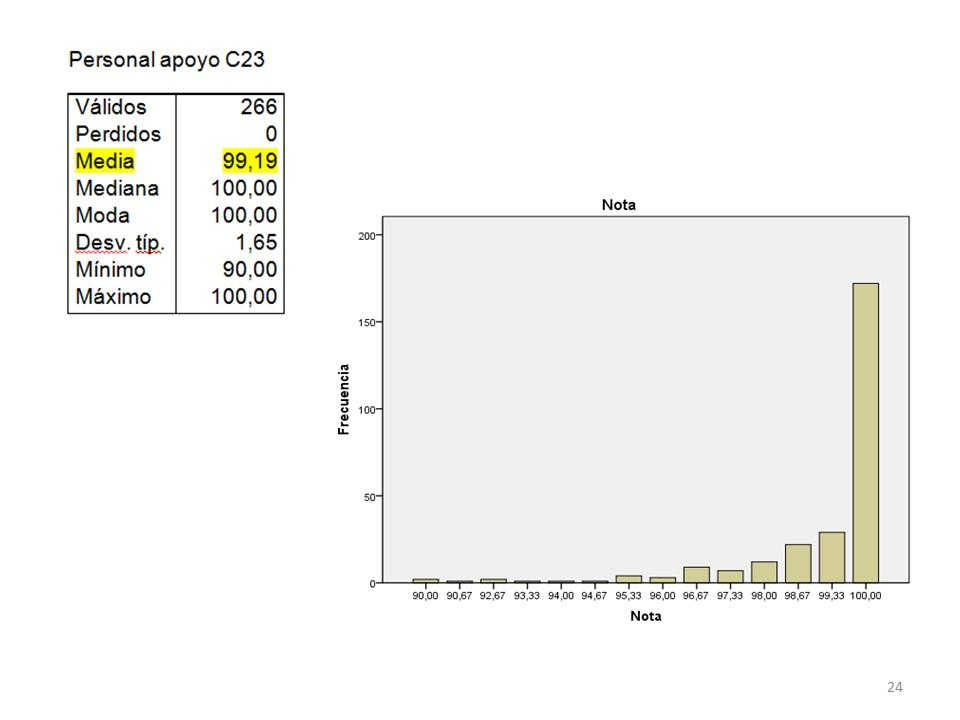 Personal apoyo C23
Válidos 266
Perdidos 0
Media 99,19
Mediana 100,00
Moda 100,00
Desv. típ. 1,65
Mínimo 90,00
Máximo 100,00
Nota
200
150
100
50
0
Frecuencia
90,00 90,67 92,67 93,33 94,00 94,67 95,33 96,00 96,67 97,33 98,00 98,67 99,33 100,00
Nota
24